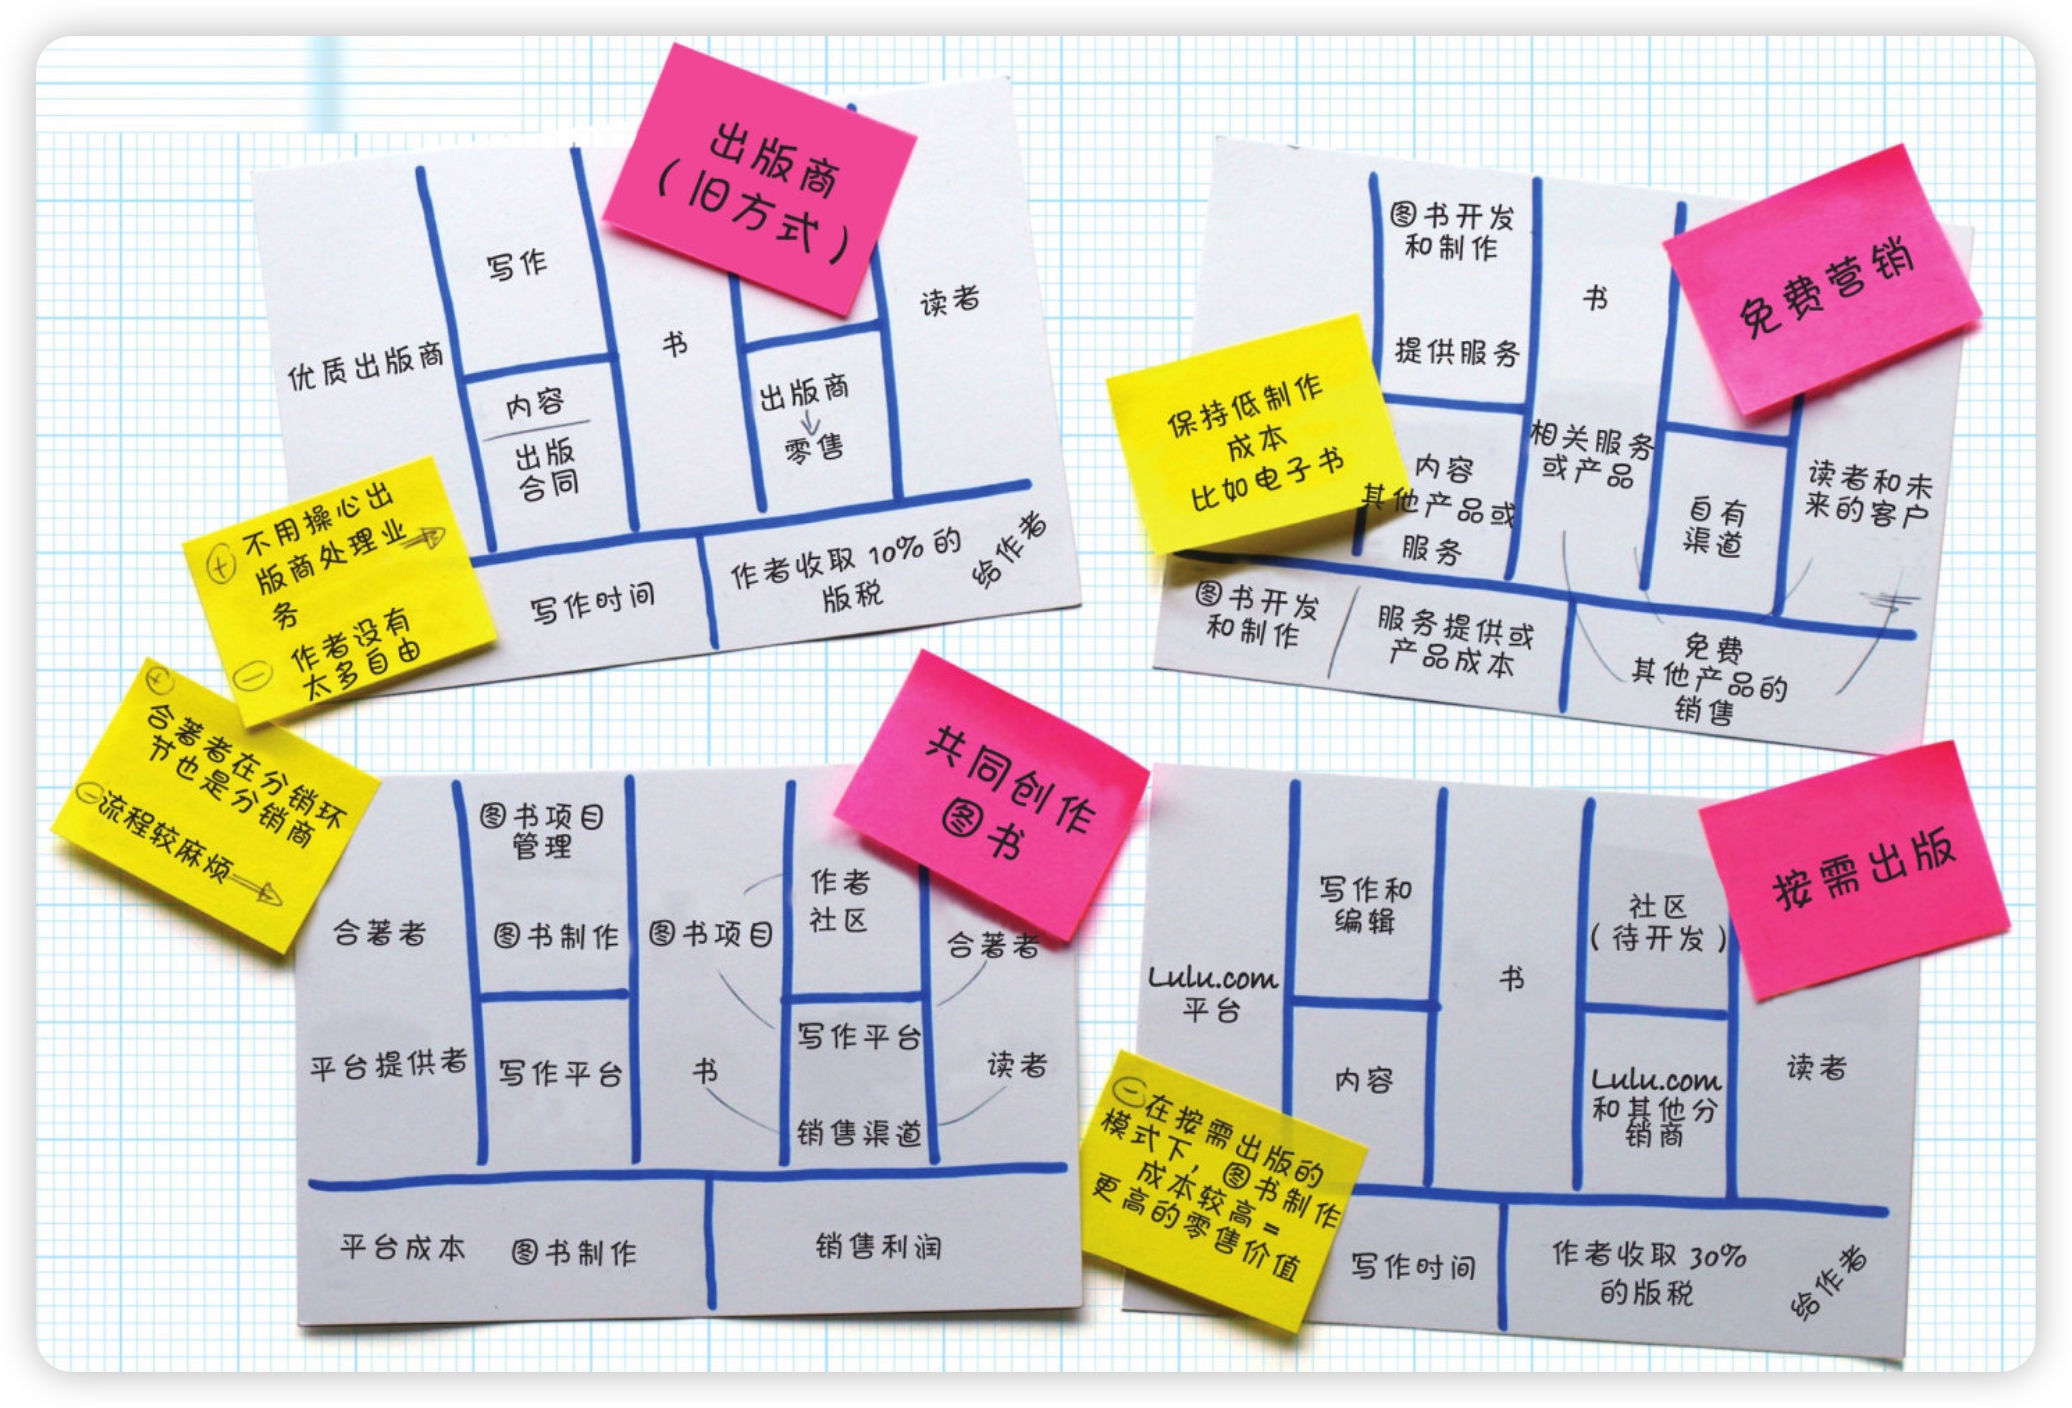 出版商
（旧方式）
优质出版商
写作
内容
出版
合同
书
出版商
零售
读者
写作时间
作者收取 10% 的
版税
给作者
+ 不用操心出
版商处理业
务
- 作者没有
太多自由
免费营销
图书开发
和制作
提供服务
内容
其他产品或
服务
书
相关服务
或产品
自有
渠道
读者和未
来的客户
图书开发
和制作
服务提供或
产品成本
免费
其他产品的
销售
保持低制作
成本
比如电子书
+
合著者在分销环
节也是分销商
- 流程较麻烦
共同创作
图书
合著者
平台提供者
图书项目
管理
图书制作
写作平台
图书项目
书
作者
社区
写作平台
销售渠道
合著者
读者
平台成本
图书制作
销售利润
按需出版
Lulu.com
平台
写作和
编辑
内容
书
社区
（待开发）
Lulu.com
和其他分
销商
读者
写作时间
作者收取 30%
的版税
给作者
- 在按需出版的
模式下，图书制作
成本较高 =
更高的零售价值